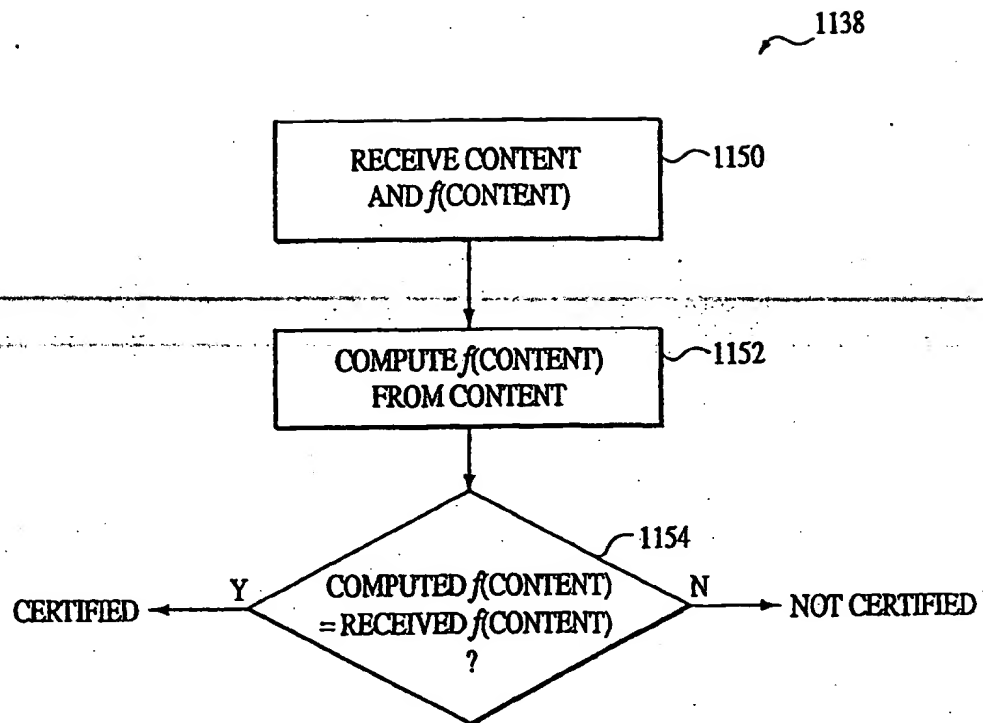 1138
RECEIVE CONTENT
AND f(CONTENT)
1150
COMPUTE f(CONTENT)
FROM CONTENT
1152
1154
Y
COMPUTED f(CONTENT)
= RECEIVED f(CONTENT)
?
N
CERTIFIED
NOT CERTIFIED